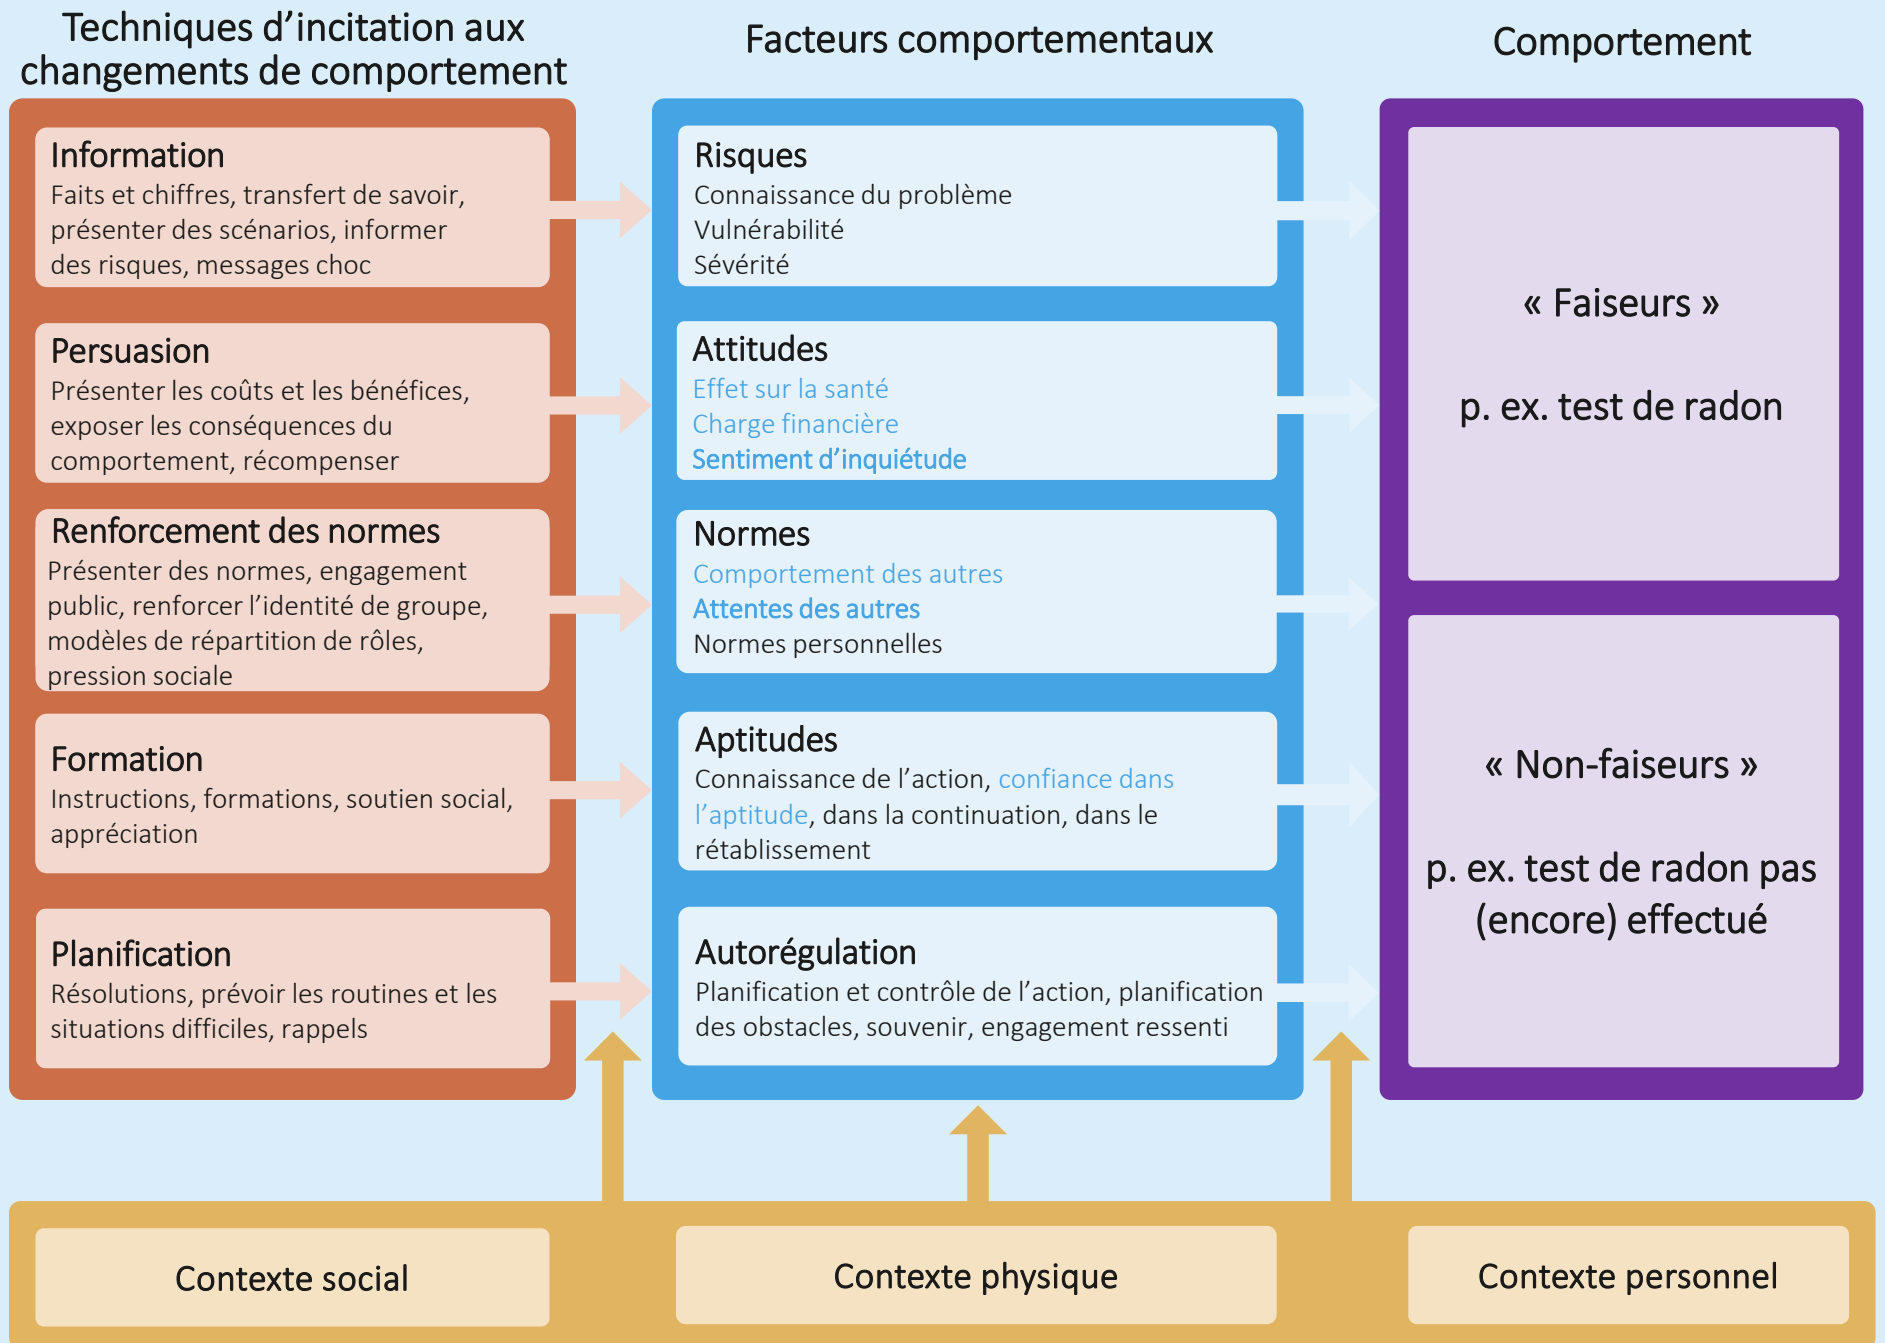 Techniques d’incitation aux
changements de comportement
Information
Faits et chiffres, transfert de savoir,
présenter des scénarios, informer
des risques, messages choc
Persuasion
Présenter les coûts et les bénéfices,
exposer les conséquences du
comportement, récompenser
Renforcement des normes
Présenter des normes, engagement
public, renforcer l’identité de groupe,
modèles de répartition de rôles,
pression sociale
Formation
Instructions, formations, soutien social,
appréciation
Planification
Résolutions, prévoir les routines et les
situations difficiles, rappels
Facteurs comportementaux
Risques
Connaissance du problème
Vulnérabilité
Sévérité
Attitudes
Effet sur la santé
Charge financière
Sentiment d’inquiétude
Normes
Comportement des autres
Attentes des autres
Normes personnelles
Aptitudes
Connaissance de l’action, confiance dans
l’aptitude, dans la continuation, dans le
rétablissement
Autorégulation
Planification et contrôle de l’action, planification
des obstacles, souvenir, engagement ressenti
Comportement
« Faiseurs »
p. ex. test de radon
« Non-faiseurs »
p. ex. test de radon pas
(encore) effectué
Contexte social
Contexte physique
Contexte personnel